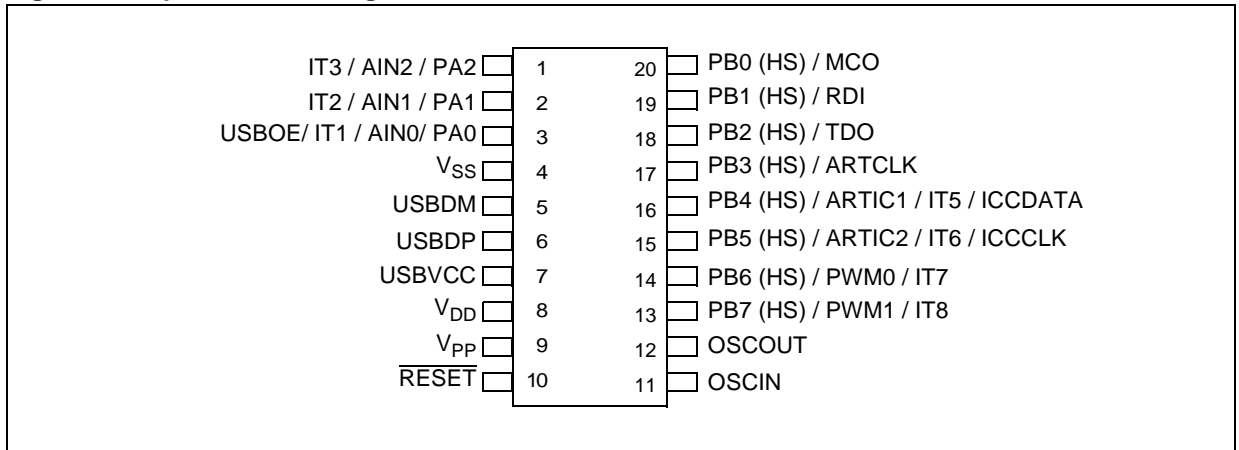 IT3 / AIN2 / PA2 1 20 PB0 (HS) / MCO
IT2 / AIN1 / PA1 2 19 PB1 (HS) / RDI
USBOE/ IT1 / AIN0/ PA0 3 18 PB2 (HS) / TDO
VSS 4 17 PB3 (HS) / ARTCLK
USBDM 5 16 PB4 (HS) / ARTIC1 / IT5 / ICCDATA
USBDP 6 15 PB5 (HS) / ARTIC2 / IT6 / ICCCLK
USBVCC 7 14 PB6 (HS) / PWM0 / IT7
VDD 8 13 PB7 (HS) / PWM1 / IT8
VPP 9 12 OSCOUT
RESET 10 11 OSCIN